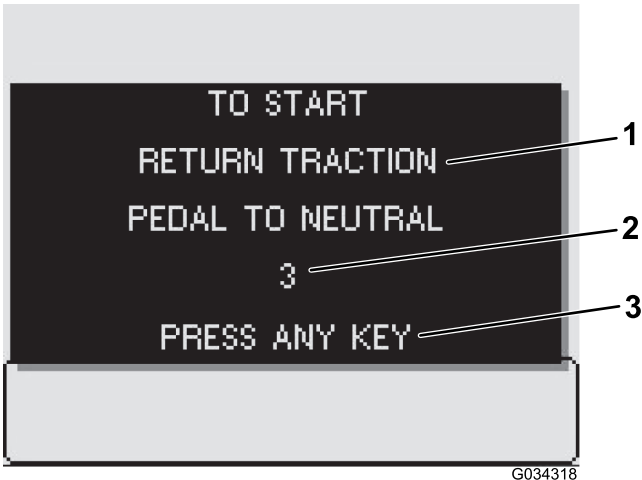 TO START
RETURN TRACTION
1
PEDAL TO NEUTRAL
2
3
PRESS ANY KEY
3
G034318